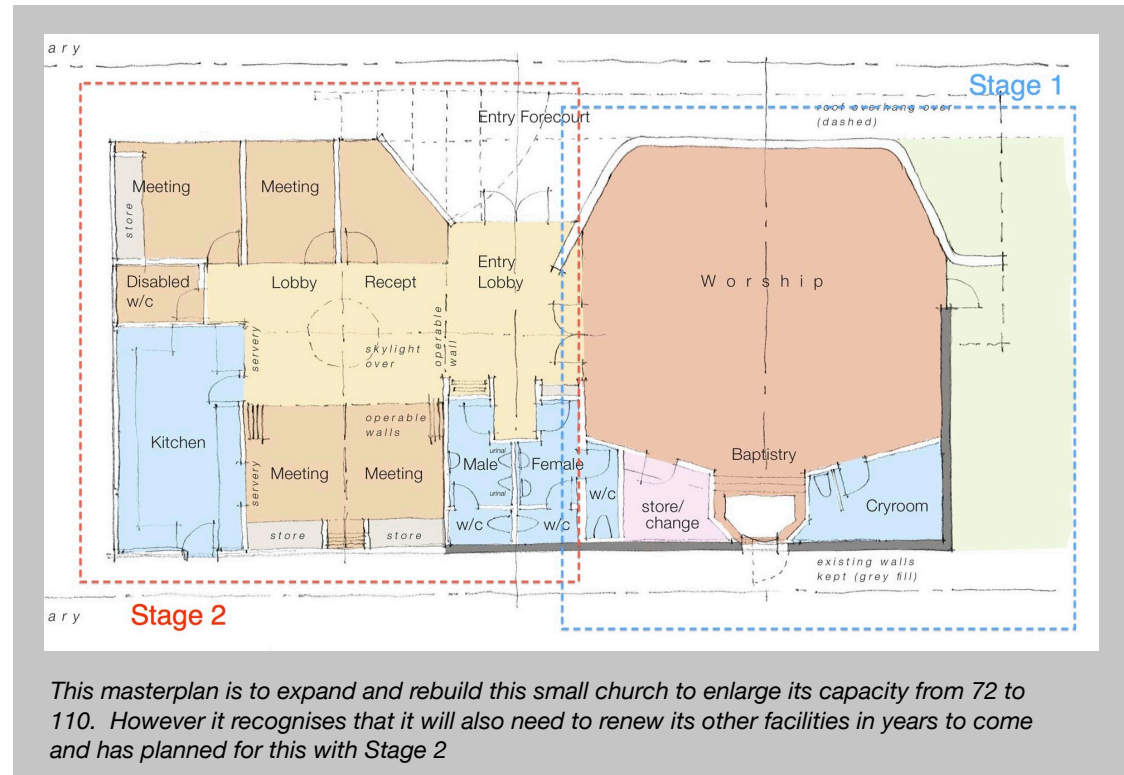 ary
Stage 1
roof overhang over
(dashed)
Entry Forecourt
Meeting
Meeting
store
Entry
Lobby
Worship
Disabled
w/c
Lobby
Recept
operable
wall
servery
skylight
over
operable
walls
Kitchen
Meeting
Meeting
servery
Male
urinal
urinal
Female
w/c
w/c
w/c
store/
change
Baptistry
Cryroom
store
store
existing walls
kept (grey fill)
ary
Stage 2
This masterplan is to expand and rebuild this small church to enlarge its capacity from 72 to
110. However it recognises that it will also need to renew its other facilities in years to come
and has planned for this with Stage 2